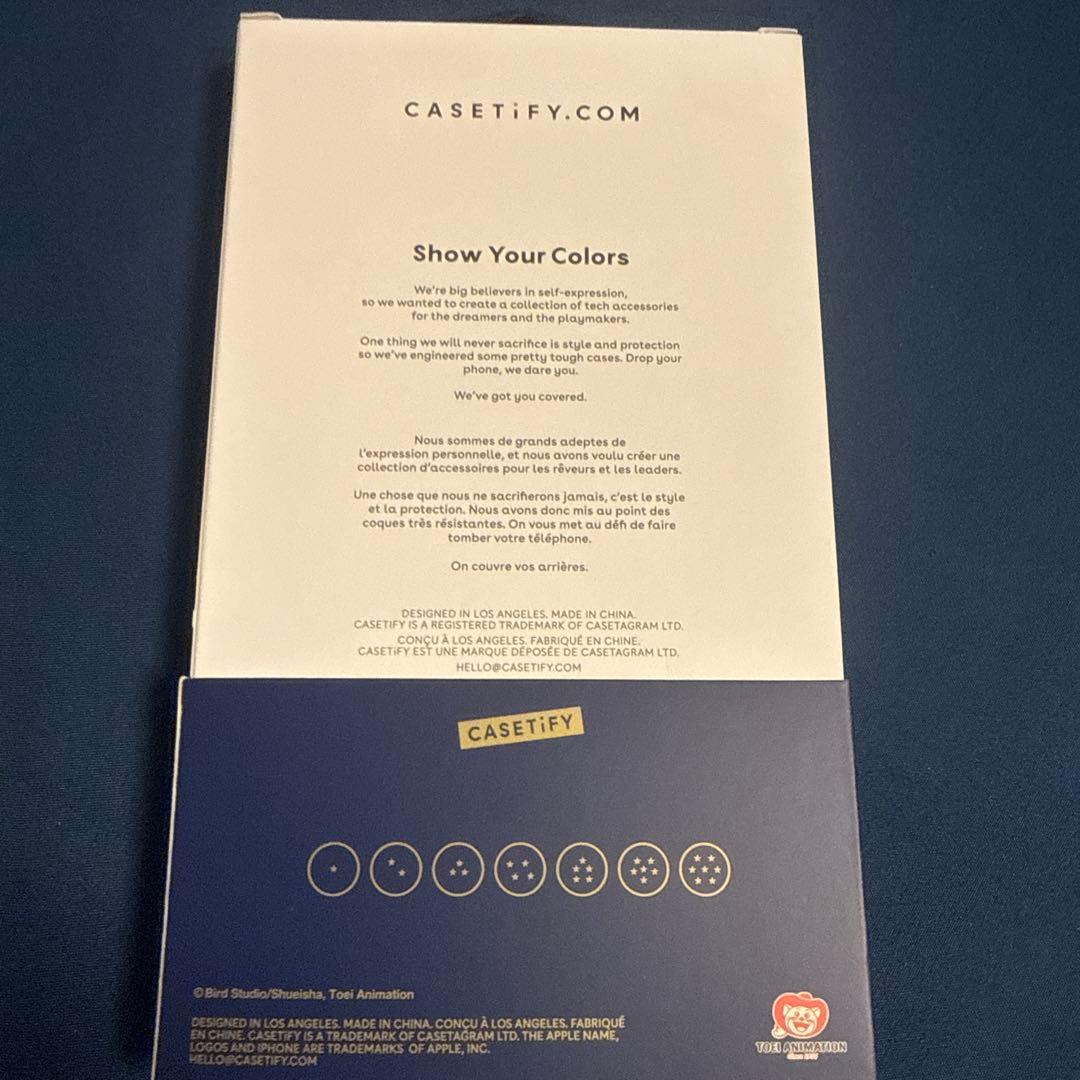 CASETiFY.COM
Show Your Colors
We're big believers in self-expression,
so we wanted to create a collection of tech accessories
for the dreamers and the playmakers.
One thing we will never sacrifice is style and protection
so we've engineered some pretty tough cases. Drop your
phone, we dare you.
We've got you covered.
Nous sommes de grands adeptes de
l'expression personnelle, et nous avons voulu créer une
collection d'accessoires pour les rêveurs et les leaders.
Une chose que nous ne sacrifierons jamais, c'est le style
et la protection. Nous avons donc mis au point des
coques très résistantes. On vous met au défi de faire
tomber votre téléphone.
On couvre vos arrières.
DESIGNED IN LOS ANGELES. MADE IN CHINA.
CASETiFY IS A REGISTERED TRADEMARK OF CASETAGRAM LTD.
CONÇU À LOS ANGELES. FABRIQUÉ EN CHINE.
CASETiFY EST UNE MARQUE DÉPOSÉE DE CASETAGRAM LTD.
HELLO@CASETIFY.COM
CASETiFY
©Bird Studio/Shueisha, Toei Animation
DESIGNED IN LOS ANGELES. MADE IN CHINA. CONÇU À LOS ANGELES. FABRIQUÉ
EN CHINE. CASETIFY IS A TRADEMARK OF CASETAGRAM LTD. THE APPLE NAME,
LOGOS AND IPHONE ARE TRADEMARKS OF APPLE, INC.
HELLO@CASETIFY.COM
TOEI ANIMATION